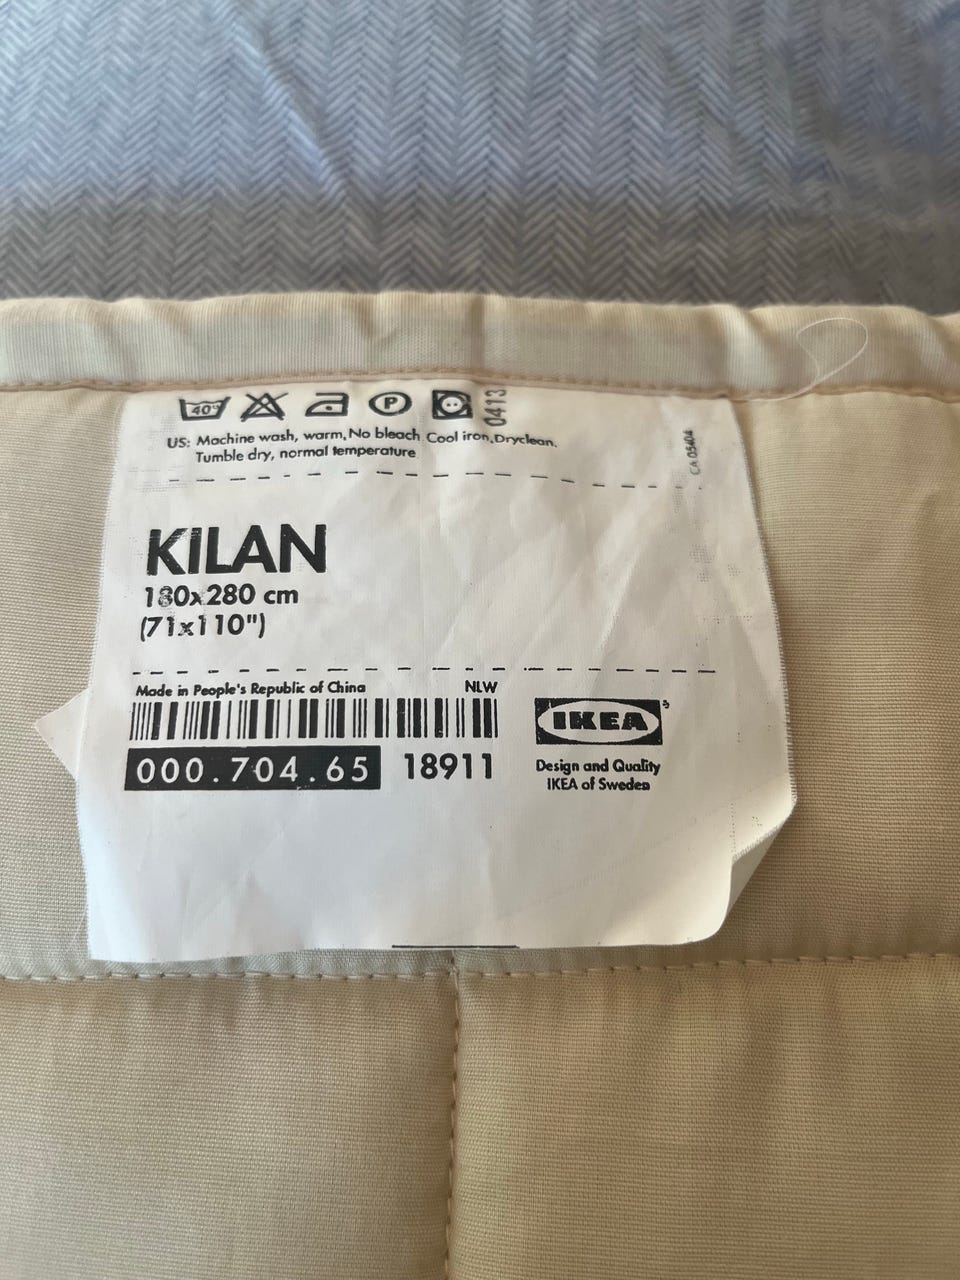 40°
P
0413
US: Machine wash, warm, No bleach Cool iron, Dryclean.
Tumble dry, normal temperature
CA 05404
KILAN
180x280 cm
(71x110")
Made in People's Republic of China NLW
000.704.65 18911
IKEA®
Design and Quality
IKEA of Sweden